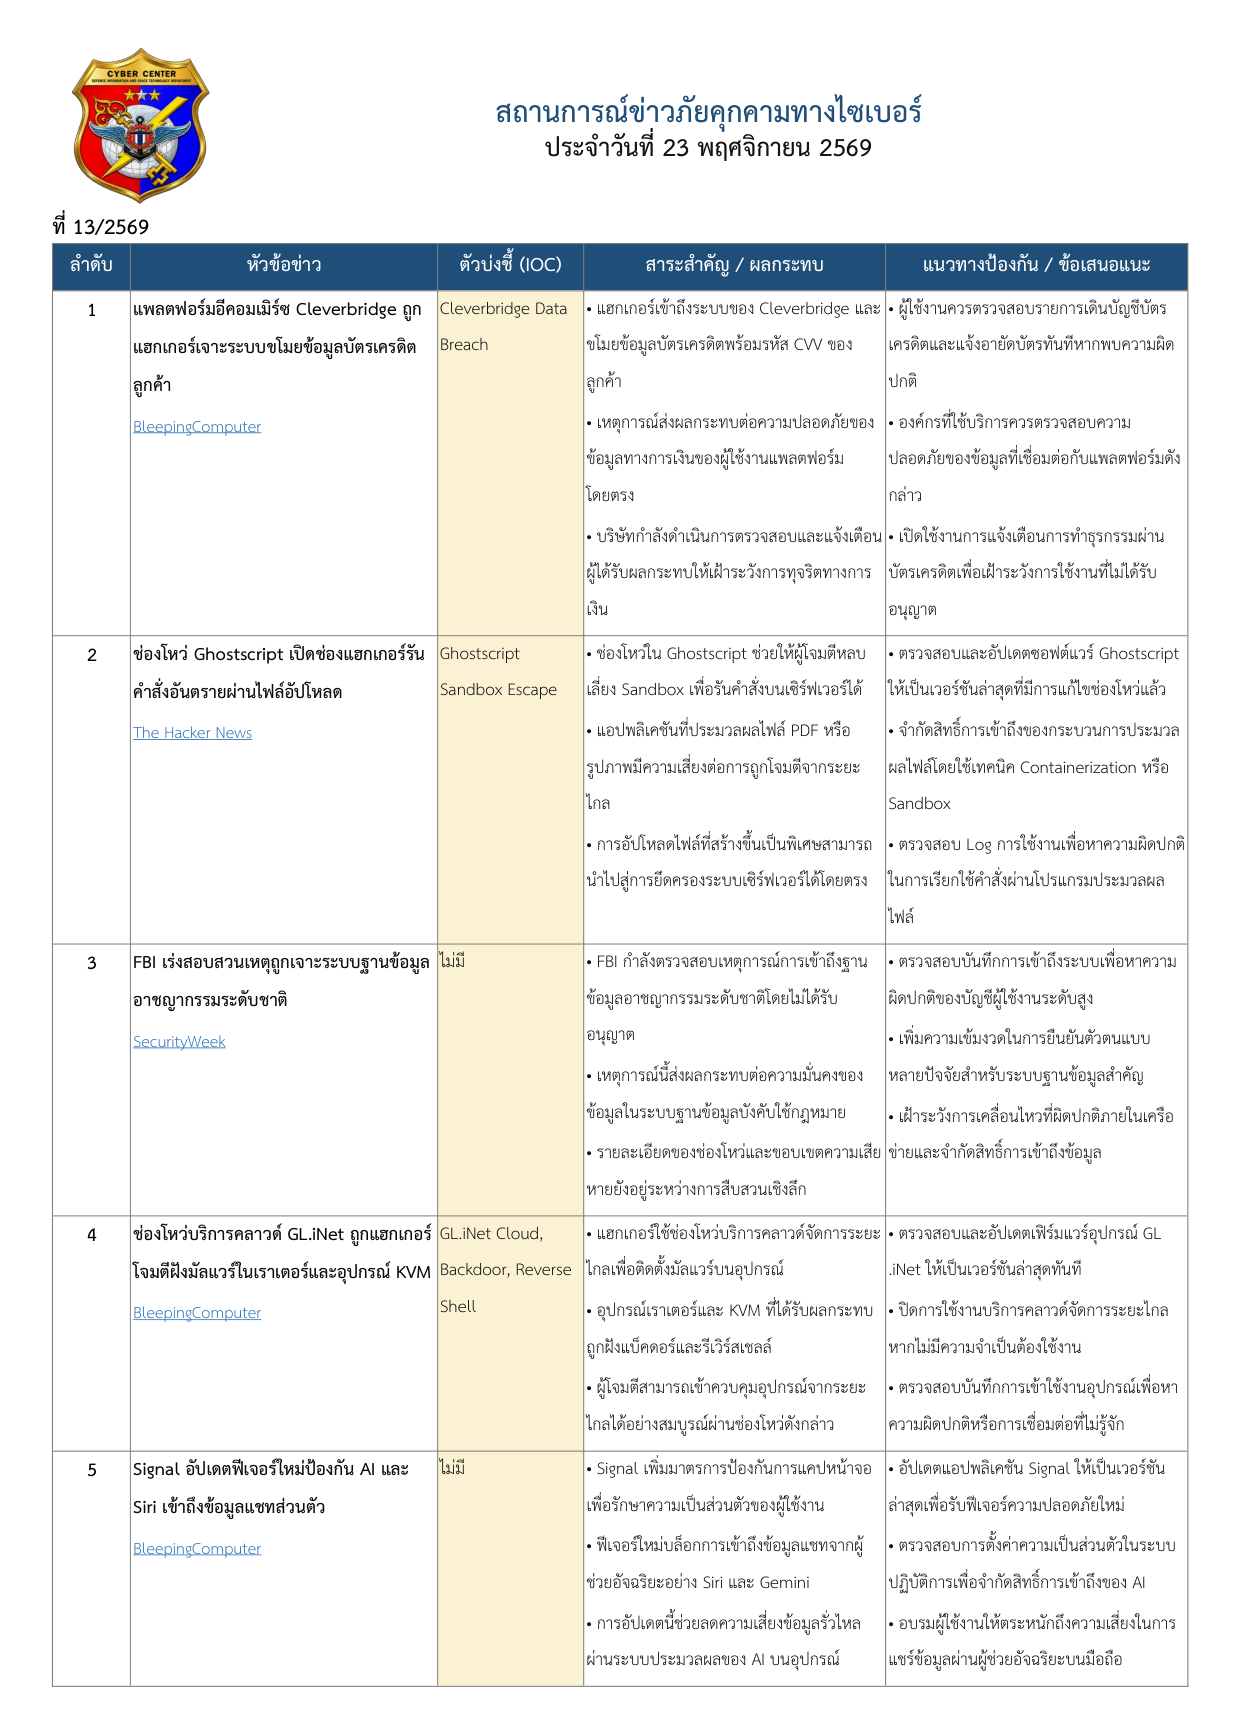 CYBER CENTER
DEFENCE INFORMATION AND SPACE TECHNOLOGY DEPARTMENT
สถานการณ์ข่าวภัยคุกคามทางไซเบอร์
ประจำวันที่ 23 พฤศจิกายน 2569
ที่ 13/2569
ลำดับ
หัวข้อข่าว
ตัวบ่งชี้ (IOC)
สาระสำคัญ / ผลกระทบ
แนวทางป้องกัน / ข้อเสนอแนะ
1
แพลตฟอร์มอีคอมเมิร์ซ Cleverbridge ถูก
แฮกเกอร์เจาะระบบขโมยข้อมูลบัตรเครดิต
ลูกค้า
BleepingComputer
Cleverbridge Data
Breach
• แฮกเกอร์เข้าถึงระบบของ Cleverbridge และ
ขโมยข้อมูลบัตรเครดิตพร้อมรหัส CVV ของ
ลูกค้า
• เหตุการณ์ส่งผลกระทบต่อความปลอดภัยของ
ข้อมูลทางการเงินของผู้ใช้งานแพลตฟอร์ม
โดยตรง
• บริษัทกำลังดำเนินการตรวจสอบและแจ้งเตือน
ผู้ได้รับผลกระทบให้เฝ้าระวังการทุจริตทางการ
เงิน
• ผู้ใช้งานควรตรวจสอบรายการเดินบัญชีบัตร
เครดิตและแจ้งอายัดบัตรทันทีหากพบความผิด
ปกติ
• องค์กรที่ใช้บริการควรตรวจสอบความ
ปลอดภัยของข้อมูลที่เชื่อมต่อกับแพลตฟอร์มดัง
กล่าว
• เปิดใช้งานการแจ้งเตือนการทำธุรกรรมผ่าน
บัตรเครดิตเพื่อเฝ้าระวังการใช้งานที่ไม่ได้รับ
อนุญาต
2
ช่องโหว่ Ghostscript เปิดช่องแฮกเกอร์รัน
คำสั่งอันตรายผ่านไฟล์อัปโหลด
The Hacker News
Ghostscript
Sandbox Escape
• ช่องโหว่ใน Ghostscript ช่วยให้ผู้โจมตีหลบ
เลี่ยง Sandbox เพื่อรันคำสั่งบนเซิร์ฟเวอร์ได้
• แอปพลิเคชันที่ประมวลผลไฟล์ PDF หรือ
รูปภาพมีความเสี่ยงต่อการถูกโจมตีจากระยะ
ไกล
• การอัปโหลดไฟล์ที่สร้างขึ้นเป็นพิเศษสามารถ
นำไปสู่การยึดครองระบบเซิร์ฟเวอร์ได้โดยตรง
• ตรวจสอบและอัปเดตซอฟต์แวร์ Ghostscript
ให้เป็นเวอร์ชันล่าสุดที่มีการแก้ไขช่องโหว่แล้ว
• จำกัดสิทธิ์การเข้าถึงของกระบวนการประมวล
ผลไฟล์โดยใช้เทคนิค Containerization หรือ
Sandbox
• ตรวจสอบ Log การใช้งานเพื่อหาความผิดปกติ
ในการเรียกใช้คำสั่งผ่านโปรแกรมประมวลผล
ไฟล์
3
FBI เร่งสอบสวนเหตุถูกเจาะระบบฐานข้อมูล
อาชญากรรมระดับชาติ
SecurityWeek
ไม่มี
• FBI กำลังตรวจสอบเหตุการณ์การเข้าถึงฐาน
ข้อมูลอาชญากรรมระดับชาติโดยไม่ได้รับ
อนุญาต
• เหตุการณ์นี้ส่งผลกระทบต่อความมั่นคงของ
ข้อมูลในระบบฐานข้อมูลบังคับใช้กฎหมาย
• รายละเอียดของช่องโหว่และขอบเขตความเสีย
หายยังอยู่ระหว่างการสืบสวนเชิงลึก
• ตรวจสอบบันทึกการเข้าถึงระบบเพื่อหาความ
ผิดปกติของบัญชีผู้ใช้งานระดับสูง
• เพิ่มความเข้มงวดในการยืนยันตัวตนแบบ
หลายปัจจัยสำหรับระบบฐานข้อมูลสำคัญ
• เฝ้าระวังการเคลื่อนไหวที่ผิดปกติภายในเครือ
ข่ายและจำกัดสิทธิ์การเข้าถึงข้อมูล
4
ช่องโหว่บริการคลาวด์ GL.iNet ถูกแฮกเกอร์
โจมตีฝังมัลแวร์ในเราเตอร์และอุปกรณ์ KVM
BleepingComputer
GL.iNet Cloud,
Backdoor, Reverse
Shell
• แฮกเกอร์ใช้ช่องโหว่บริการคลาวด์จัดการระยะ
ไกลเพื่อติดตั้งมัลแวร์บนอุปกรณ์
• อุปกรณ์เราเตอร์และ KVM ที่ได้รับผลกระทบ
ถูกฝังแบ็คดอร์และรีเวิร์สเชลล์
• ผู้โจมตีสามารถเข้าควบคุมอุปกรณ์จากระยะ
ไกลได้อย่างสมบูรณ์ผ่านช่องโหว่ดังกล่าว
• ตรวจสอบและอัปเดตเฟิร์มแวร์อุปกรณ์ GL
.iNet ให้เป็นเวอร์ชันล่าสุดทันที
• ปิดการใช้งานบริการคลาวด์จัดการระยะไกล
หากไม่มีความจำเป็นต้องใช้งาน
• ตรวจสอบบันทึกการเข้าใช้งานอุปกรณ์เพื่อหา
ความผิดปกติหรือการเชื่อมต่อที่ไม่รู้จัก
5
Signal อัปเดตฟีเจอร์ใหม่ป้องกัน AI และ
Siri เข้าถึงข้อมูลแชทส่วนตัว
BleepingComputer
ไม่มี
• Signal เพิ่มมาตรการป้องกันการแคปหน้าจอ
เพื่อรักษาความเป็นส่วนตัวของผู้ใช้งาน
• ฟีเจอร์ใหม่บล็อกการเข้าถึงข้อมูลแชทจากผู้
ช่วยอัจฉริยะอย่าง Siri และ Gemini
• การอัปเดตนี้ช่วยลดความเสี่ยงข้อมูลรั่วไหล
ผ่านระบบประมวลผลของ AI บนอุปกรณ์
• อัปเดตแอปพลิเคชัน Signal ให้เป็นเวอร์ชัน
ล่าสุดเพื่อรับฟีเจอร์ความปลอดภัยใหม่
• ตรวจสอบการตั้งค่าความเป็นส่วนตัวในระบบ
ปฏิบัติการเพื่อจำกัดสิทธิ์การเข้าถึงของ AI
• อบรมผู้ใช้งานให้ตระหนักถึงความเสี่ยงในการ
แชร์ข้อมูลผ่านผู้ช่วยอัจฉริยะบนมือถือ